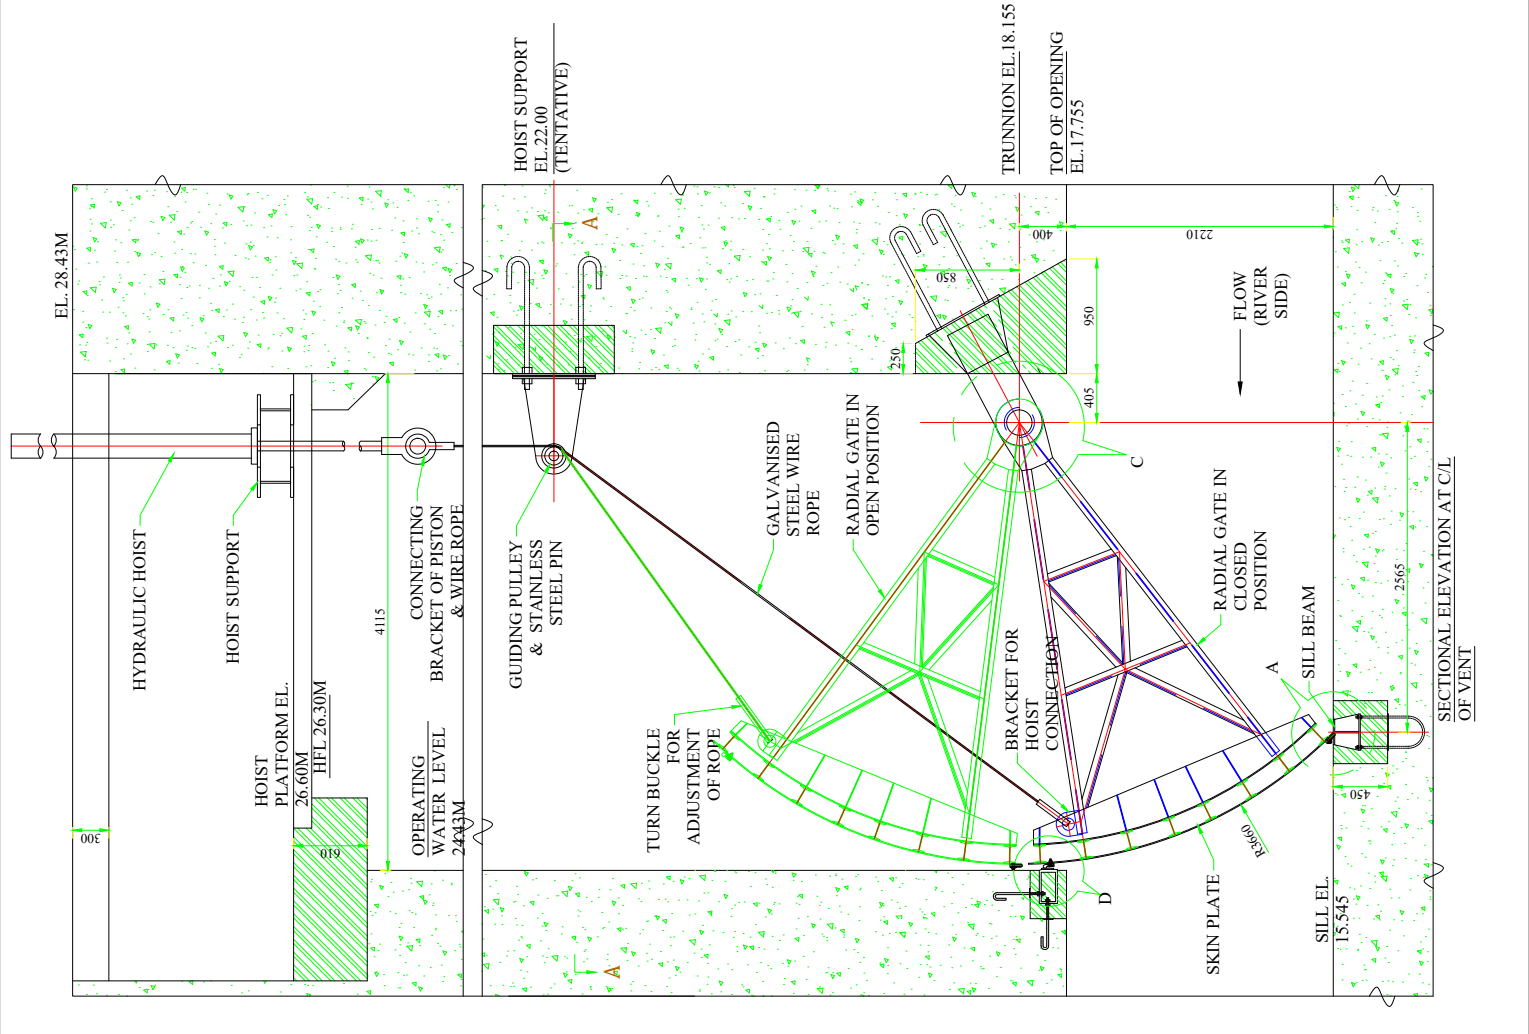 EL. 28.43M
HOIST SUPPORT
EL.22.00
(TENTATIVE)
TRUNNION EL.18.155
TOP OF OPENING
EL.17.755
A
400
2210
850
950
250
405
FLOW
(RIVER
SIDE)
C
HYDRAULIC HOIST
HOIST SUPPORT
4115
CONNECTING
BRACKET OF PISTON
& WIRE ROPE
GUIDING PULLEY
& STAINLESS
STEEL PIN
GALVANISED
STEEL WIRE
ROPE
RADIAL GATE IN
OPEN POSITION
RADIAL GATE IN
CLOSED
POSITION
2565
SILL BEAM
A
SECTIONAL ELEVATION AT C/L
OF VENT
HOIST
PLATFORM EL.
26.60M
HFL 26.30M
OPERATING
WATER LEVEL
24.43M
TURN BUCKLE
FOR
ADJUSTMENT
OF ROPE
BRACKET FOR
HOIST
CONNECTION
300
610
450
R3660
D
SKIN PLATE
SILL EL.
15.545
A